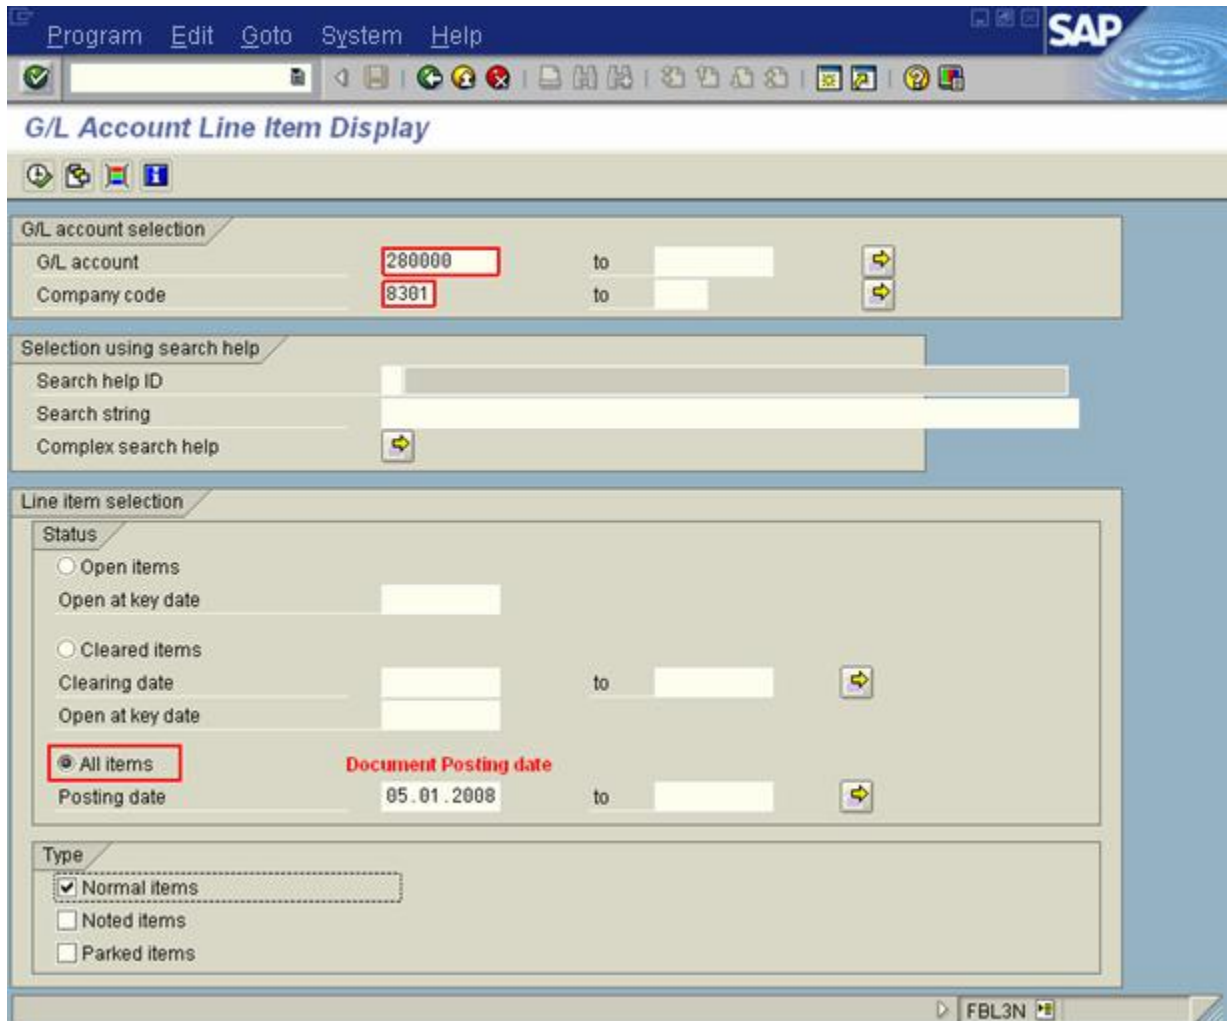 Program Edit Goto System Help
SAP
G/L Account Line Item Display
G/L account selection
G/L account 280000 to
Company code 8301 to
Selection using search help
Search help ID
Search string
Complex search help
Line item selection
Status
Open items
Open at key date
Cleared items
Clearing date to
Open at key date
All items Document Posting date
Posting date 05.01.2008 to
Type
Normal items
Noted items
Parked items
FBL3N